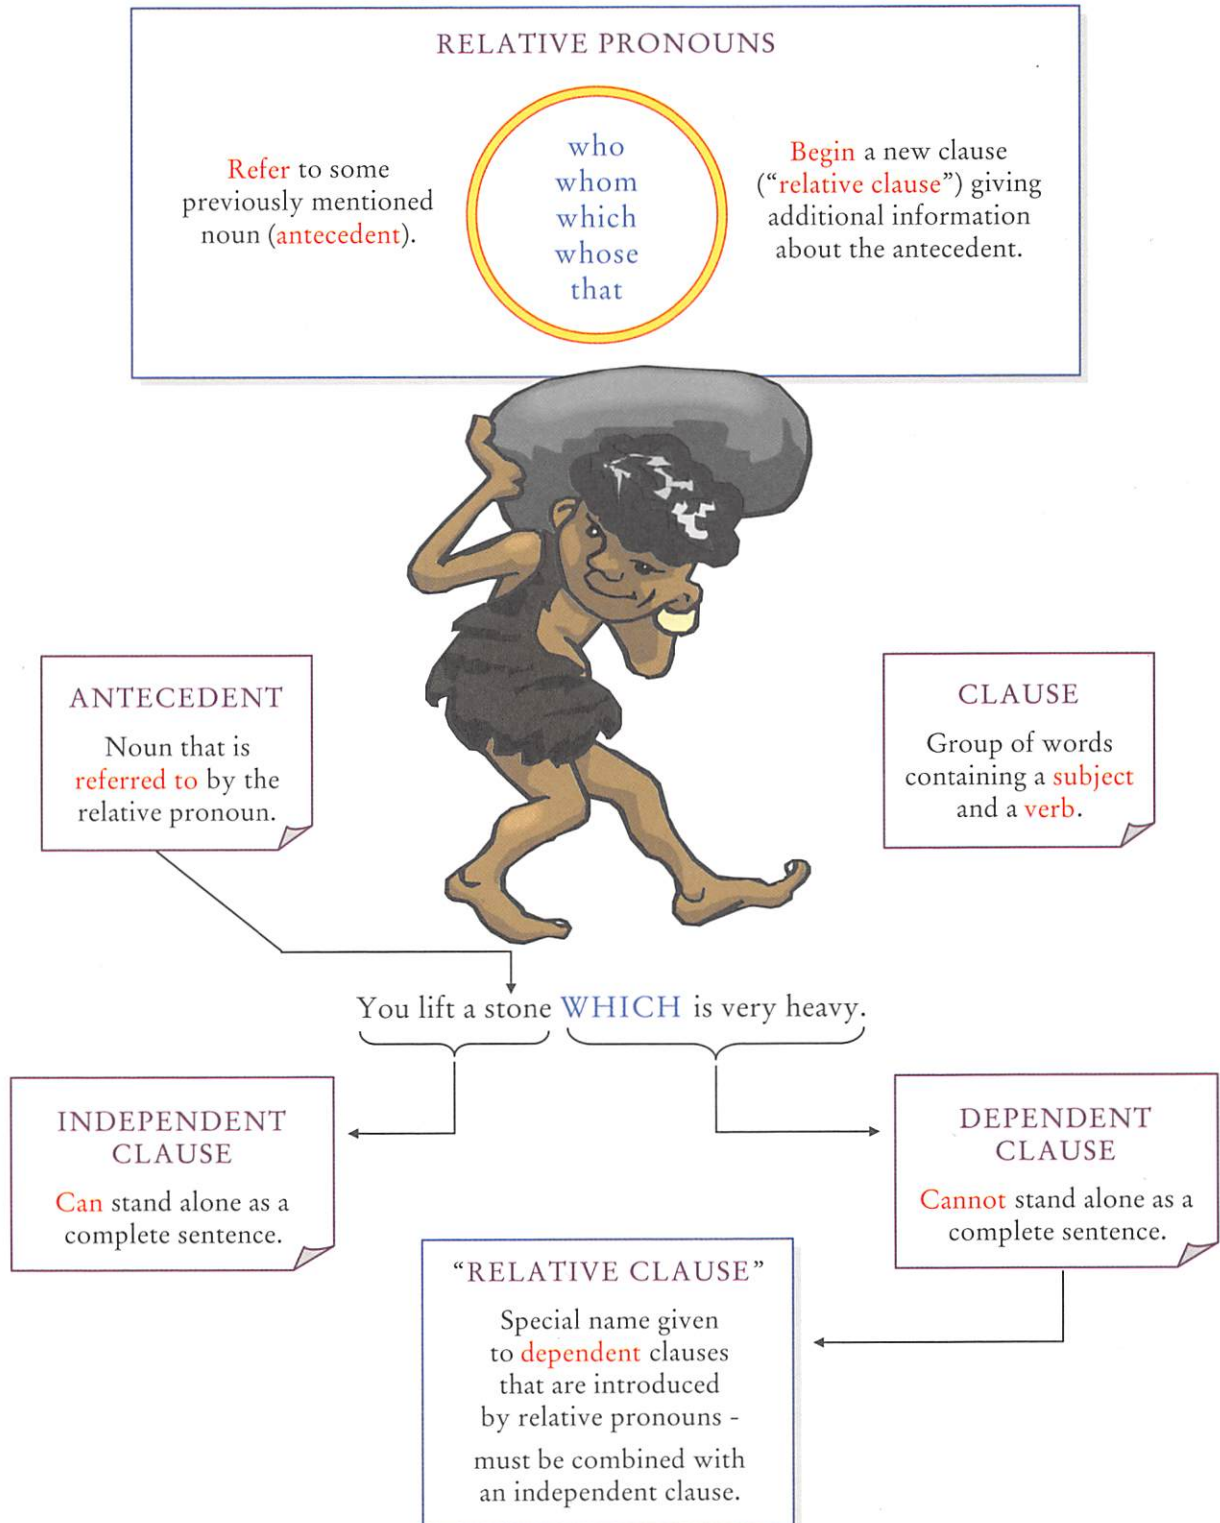 RELATIVE PRONOUNS
Refer to some
previously mentioned
noun (antecedent).
who
whom
which
whose
that
Begin a new clause
(“relative clause”) giving
additional information
about the antecedent.
ANTECEDENT
Noun that is
referred to by the
relative pronoun.
CLAUSE
Group of words
containing a subject
and a verb.
You lift a stone WHICH is very heavy.
INDEPENDENT
CLAUSE
Can stand alone as a
complete sentence.
DEPENDENT
CLAUSE
Cannot stand alone as a
complete sentence.
“RELATIVE CLAUSE”
Special name given
to dependent clauses
that are introduced
by relative pronouns -
must be combined with
an independent clause.